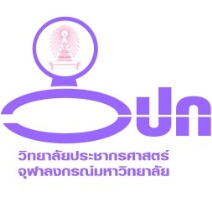 วปก
วิทยาลัยประชากรศาสตร์
จุฬาลงกรณ์มหาวิทยาลัย